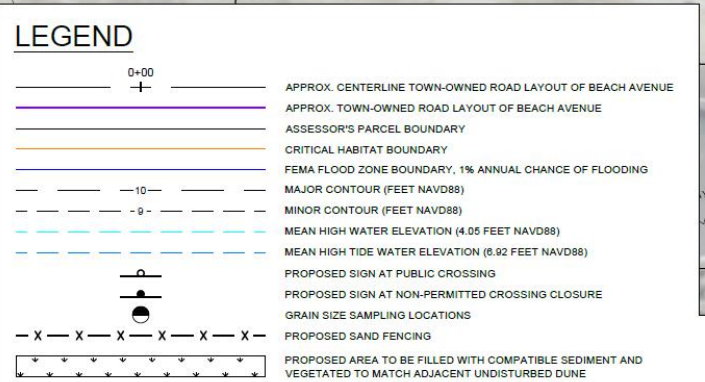 LEGEND
0+00
APPROX. CENTERLINE TOWN-OWNED ROAD LAYOUT OF BEACH AVENUE
APPROX. TOWN-OWNED ROAD LAYOUT OF BEACH AVENUE
ASSESSOR'S PARCEL BOUNDARY
CRITICAL HABITAT BOUNDARY
FEMA FLOOD ZONE BOUNDARY, 1% ANNUAL CHANCE OF FLOODING
10
MAJOR CONTOUR (FEET NAVD88)
9
MINOR CONTOUR (FEET NAVD88)
MEAN HIGH WATER ELEVATION (4.05 FEET NAVD88)
MEAN HIGH TIDE WATER ELEVATION (6.92 FEET NAVD88)
PROPOSED SIGN AT PUBLIC CROSSING
PROPOSED SIGN AT NON-PERMITTED CROSSING CLOSURE
GRAIN SIZE SAMPLING LOCATIONS
X X X X X X
PROPOSED SAND FENCING
PROPOSED AREA TO BE FILLED WITH COMPATIBLE SEDIMENT AND
VEGETATED TO MATCH ADJACENT UNDISTURBED DUNE